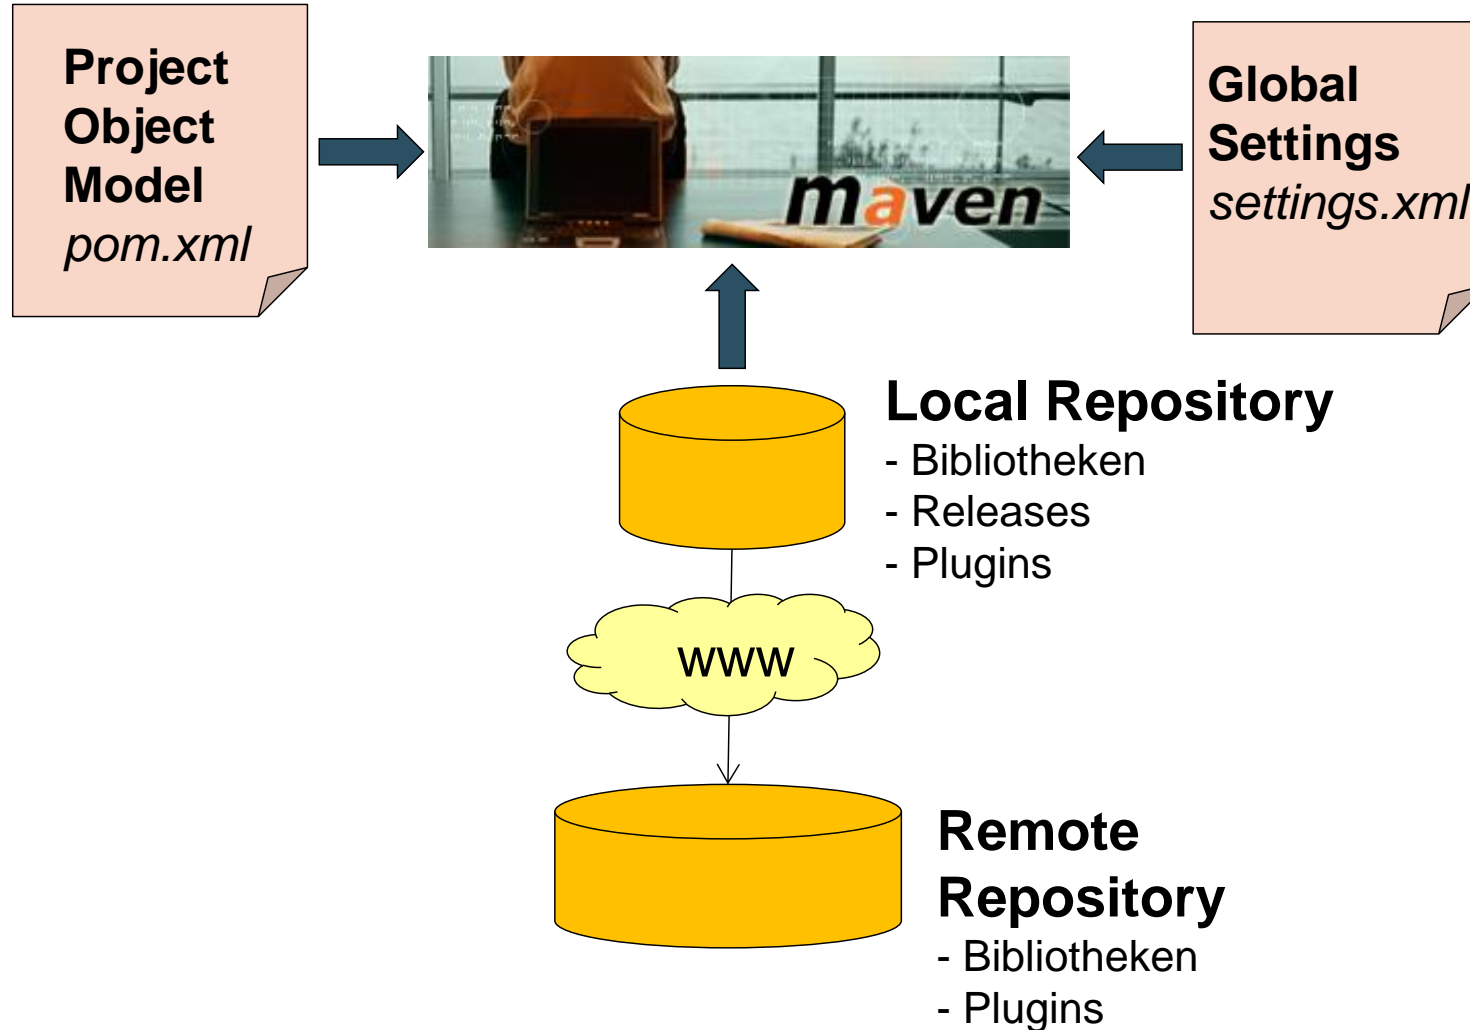 Project
Object
Model
pom.xml
maven
Global
Settings
settings.xml
Local Repository
- Bibliotheken
- Releases
- Plugins
www
Remote
Repository
- Bibliotheken
- Plugins